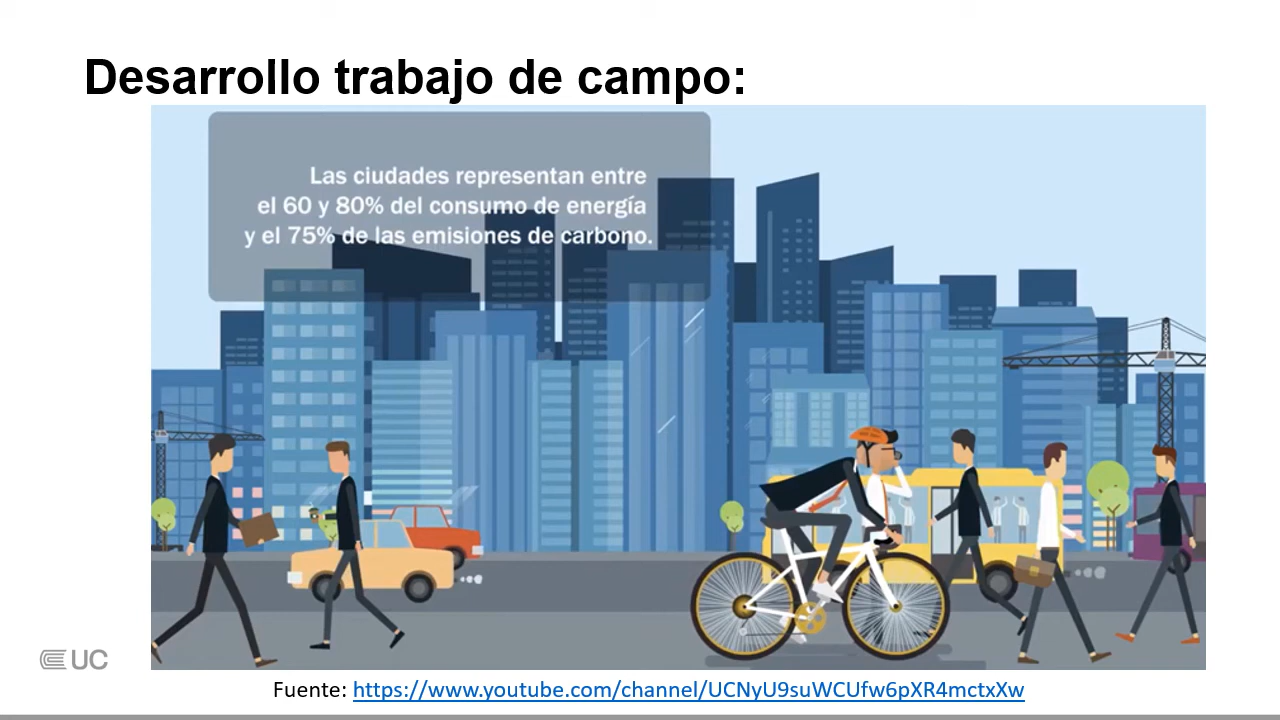 Desarrollo trabajo de campo:
Las ciudades representan entre
el 60 y 80% del consumo de energía
y el 75% de las emisiones de carbono.
UC
Fuente: https://www.youtube.com/channel/UCNyU9suWCUfw6pXR4mctxXw